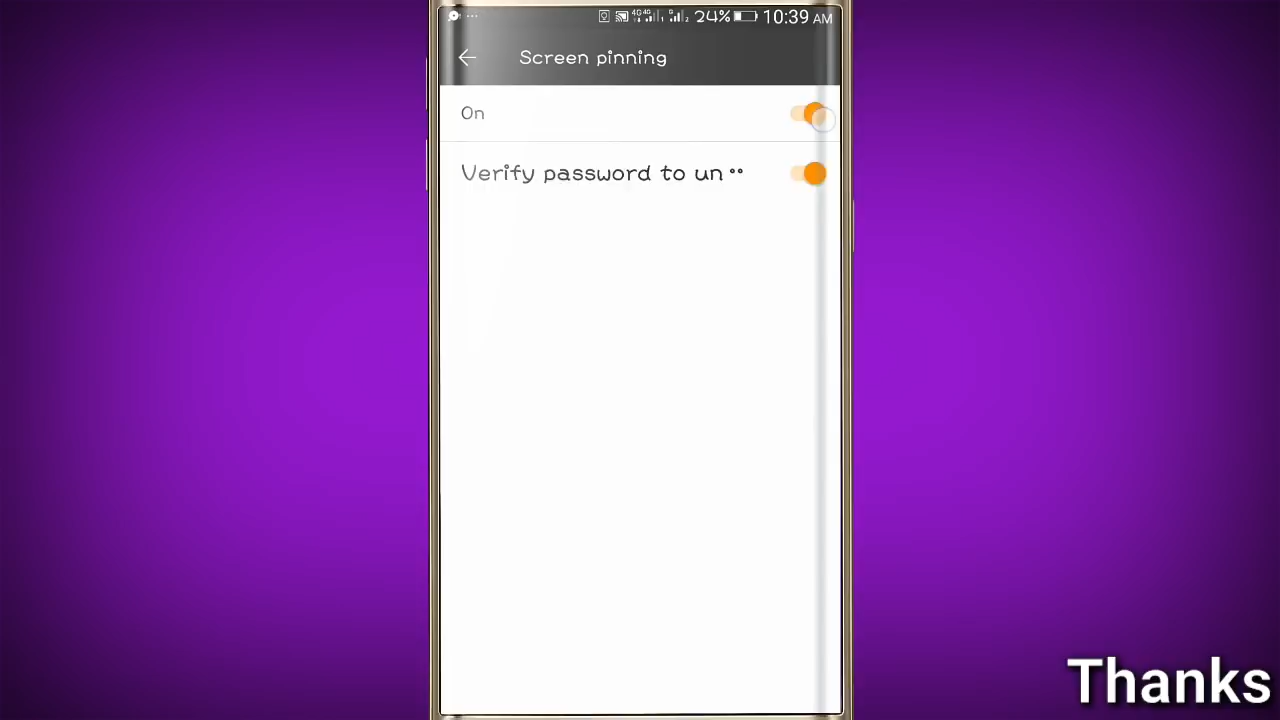 24% 10:39 AM
Screen pinning
On
Verify password to un
Thanks